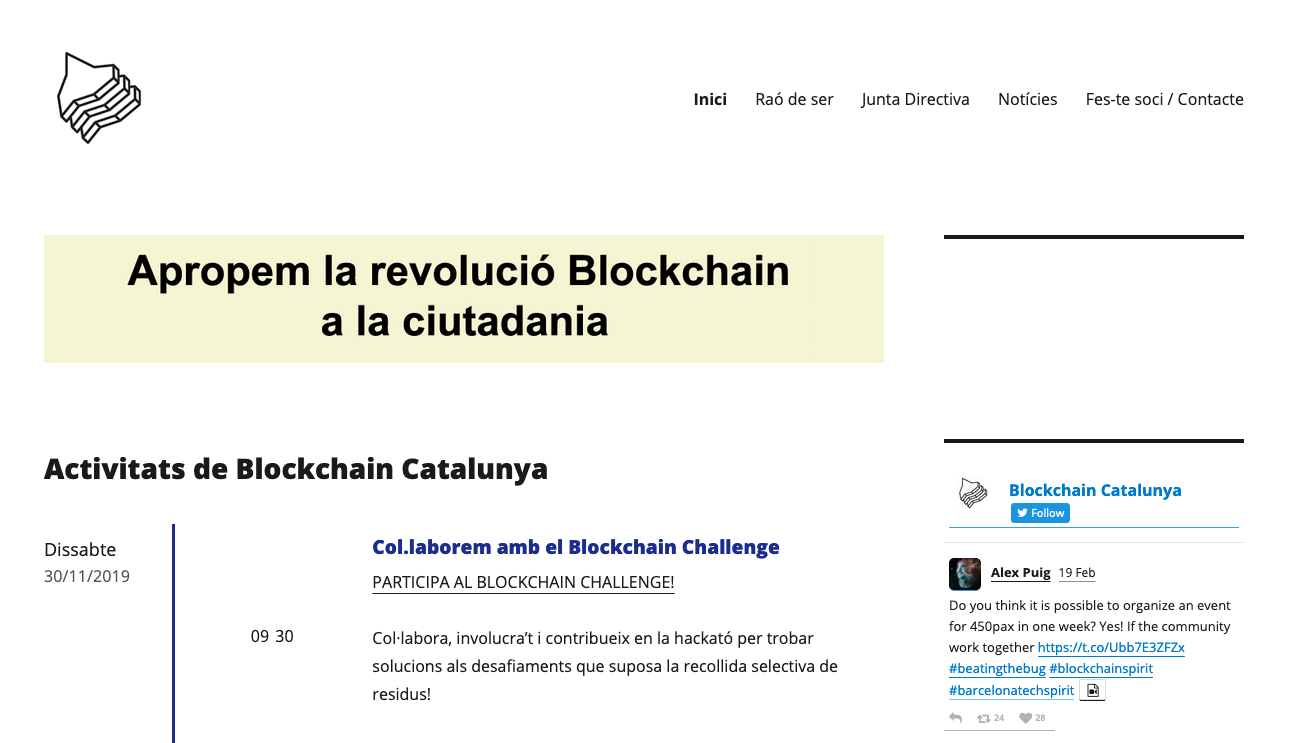 Inici Raó de ser Junta Directiva Notícies Fes-te soci / Contacte
Apropem la revolució Blockchain
a la ciutadania
Activitats de Blockchain Catalunya
Dissabte
30/11/2019
Col.laborem amb el Blockchain Challenge
PARTICIPA AL BLOCKCHAIN CHALLENGE!
09 30
Col·labora, involucra’t i contribueix en la hackató per trobar
solucions als desafiaments que suposa la recollida selectiva de
residus!
Blockchain Catalunya
Follow
Alex Puig 19 Feb
Do you think it is possible to organize an event
for 450pax in one week? Yes! If the community
work together https://t.co/Ubb7E3ZFZx
#beatingthebug #blockchainspirit
#barcelonatechspirit
24 28